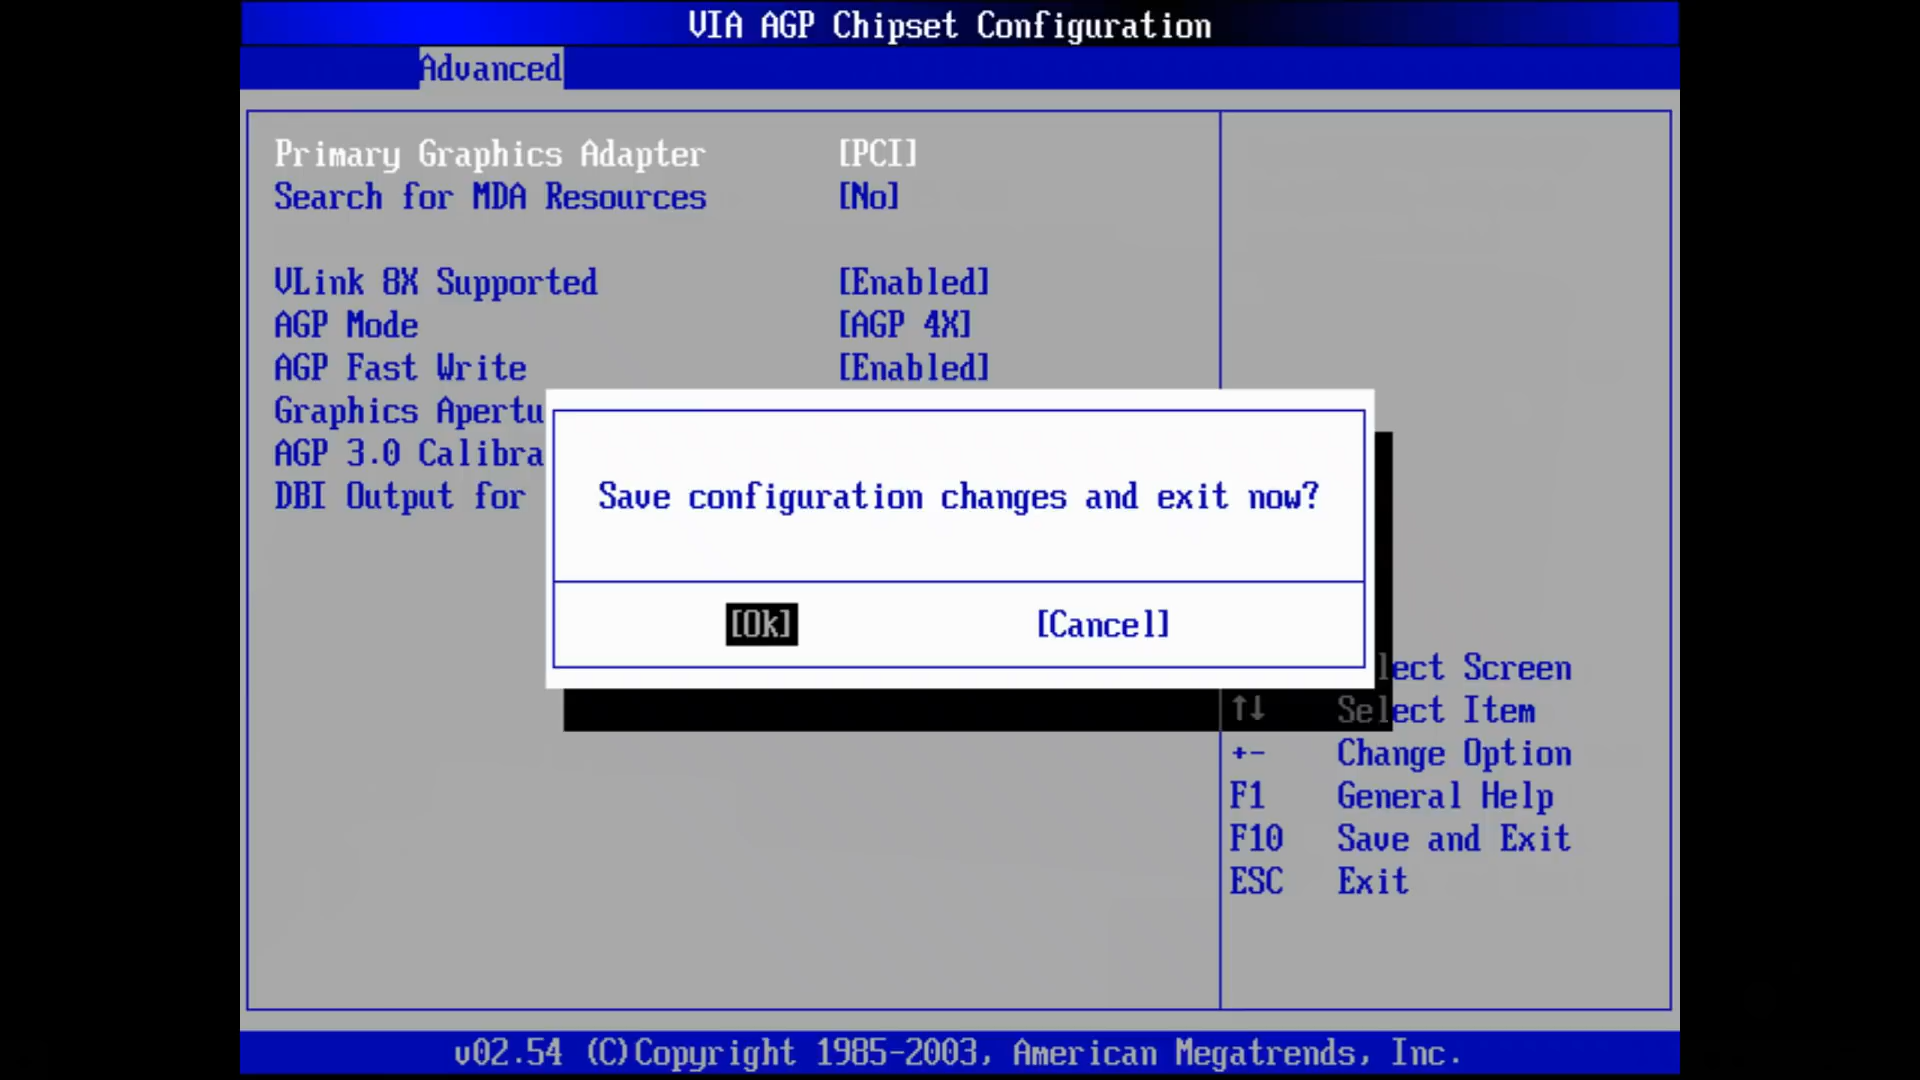 VIA AGP Chipset Configuration
Advanced
Primary Graphics Adapter [PCI]
Search for MDA Resources [No]
VLink 8X Supported [Enabled]
AGP Mode [AGP 4X]
AGP Fast Write [Enabled]
Graphics Apertu
AGP 3.0 Calibra
DBI Output for
Save configuration changes and exit now?
[Ok] [Cancel]
lect Screen
↑↓ Select Item
+- Change Option
F1 General Help
F10 Save and Exit
ESC Exit
v02.54 (C)Copyright 1985-2003, American Megatrends, Inc.